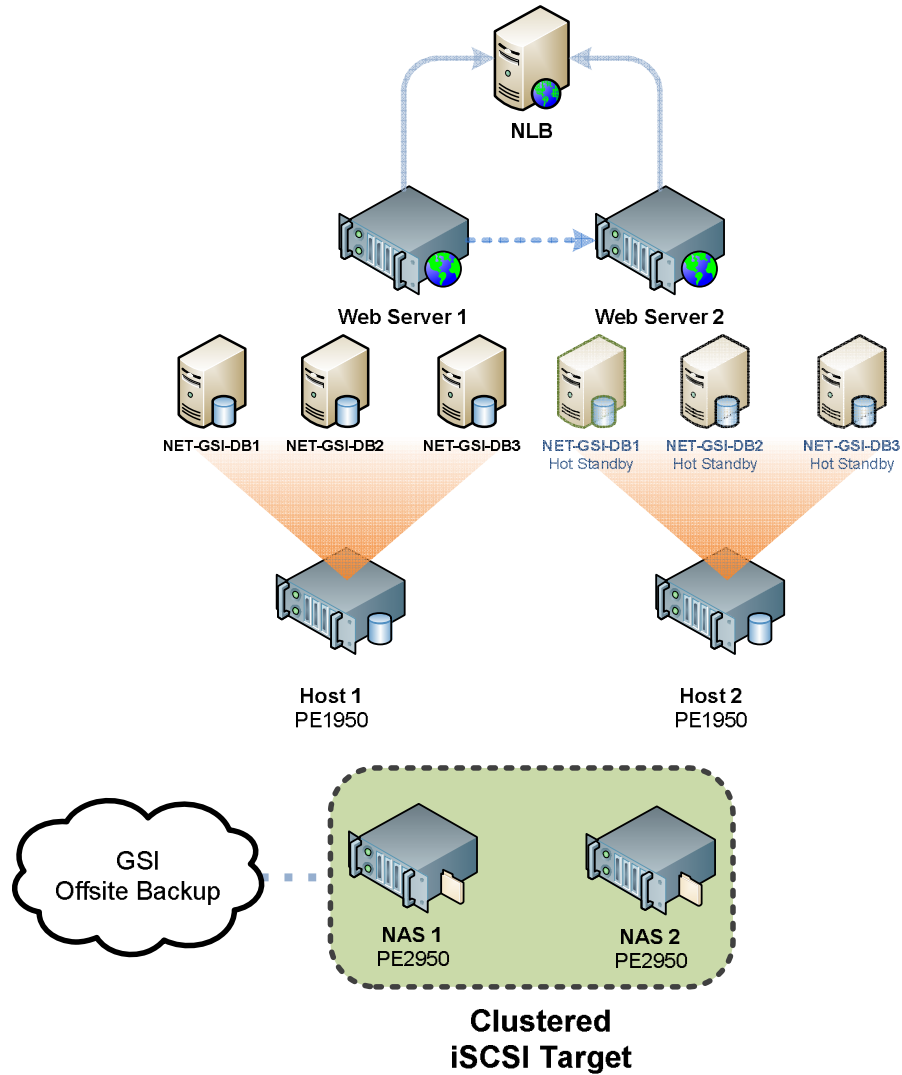 NLB
Web Server 1
Web Server 2
NET-GSI-DB1
NET-GSI-DB2
NET-GSI-DB3
NET-GSI-DB1
Hot Standby
NET-GSI-DB2
Hot Standby
NET-GSI-DB3
Hot Standby
Host 1
PE1950
Host 2
PE1950
GSI
Offsite Backup
NAS 1
PE2950
NAS 2
PE2950
Clustered
iSCSI Target